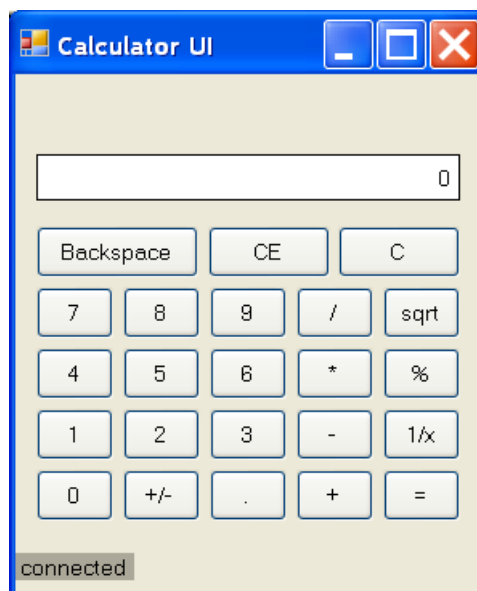 Calculator UI
0
Backspace CE C
7 8 9 / sqrt
4 5 6 * %
1 2 3 - 1/x
0 +/- . + =
connected